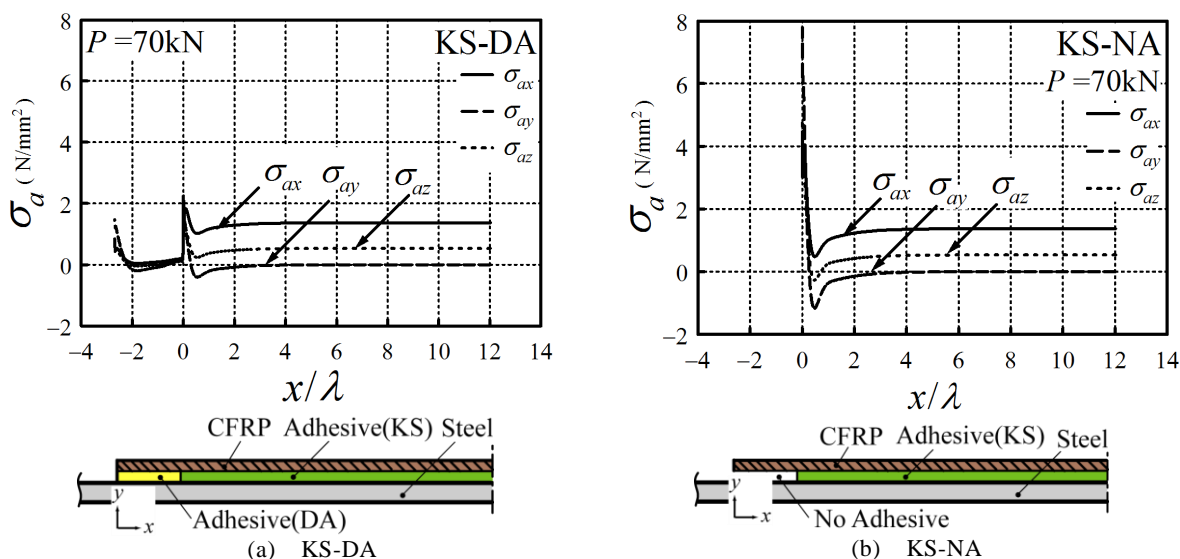 8
6
4
2
0
−2
P =70kN
KS-DA
σax
σay
σaz
σax
σay
σaz
σa ( N/mm²)
−4 −2 0 2 4 6 8 10 12 14
x/λ
CFRP Adhesive(KS) Steel
y
x
Adhesive(DA)
(a) KS-DA
8
6
4
2
0
−2
KS-NA
P =70kN
σax
σay
σaz
σax
σay
σaz
σa ( N/mm²)
−4 −2 0 2 4 6 8 10 12 14
x/λ
CFRP Adhesive(KS) Steel
y
x
No Adhesive
(b) KS-NA